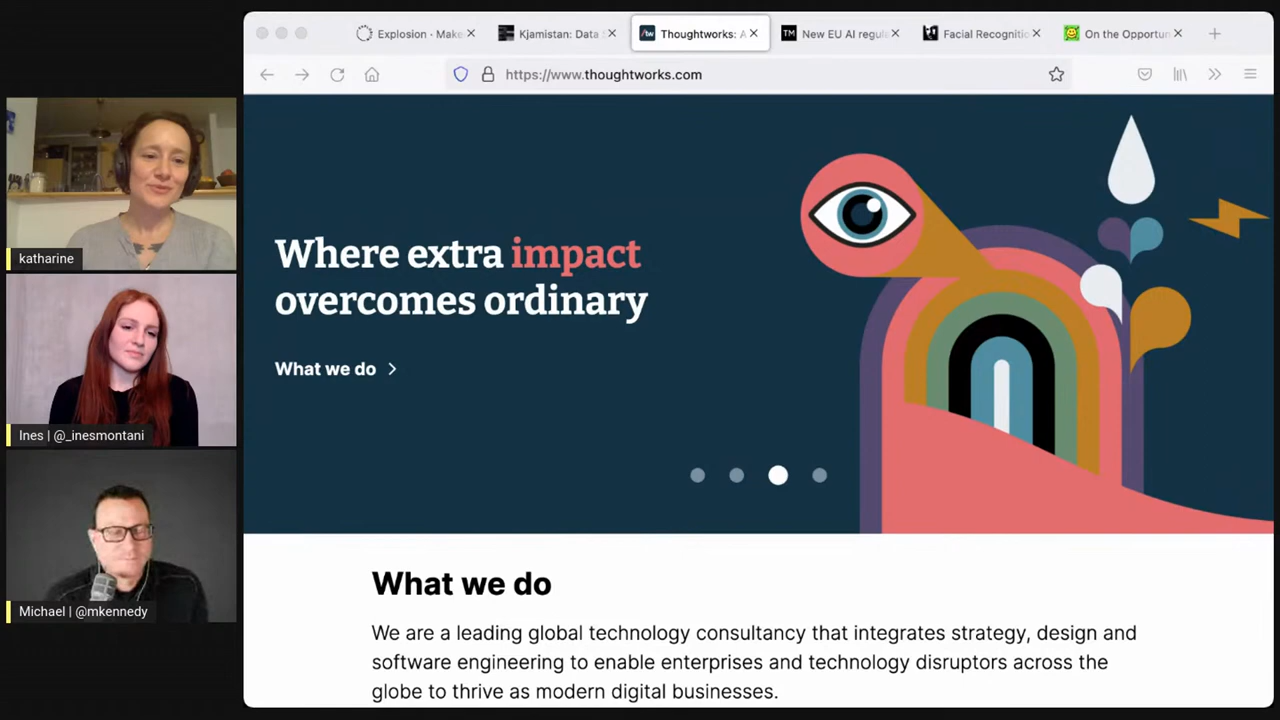 Explosion · Make
Kjamistan: Data
Thoughtworks: A
TM
New EU AI regula
Facial Recognitio
On the Opportun
https://www.thoughtworks.com
katharine
Ines | @_inesmontani
Michael | @mkennedy
Where extra impact
overcomes ordinary
What we do
What we do
We are a leading global technology consultancy that integrates strategy, design and
software engineering to enable enterprises and technology disruptors across the
globe to thrive as modern digital businesses.